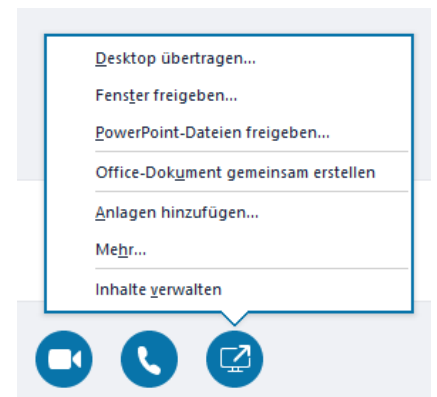 Desktop übertragen...
Fenster freigeben...
PowerPoint-Dateien freigeben...
Office-Dokument gemeinsam erstellen
Anlagen hinzufügen...
Mehr...
Inhalte verwalten